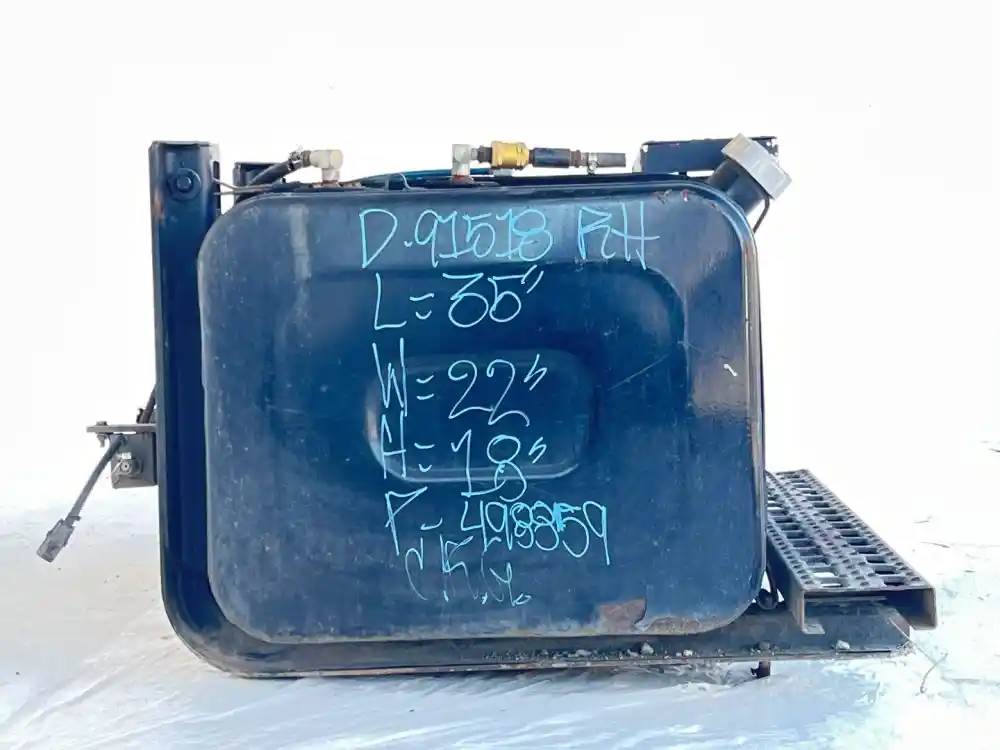 D.91518 RH
L=35"
W=22"
H=18"
P-498859